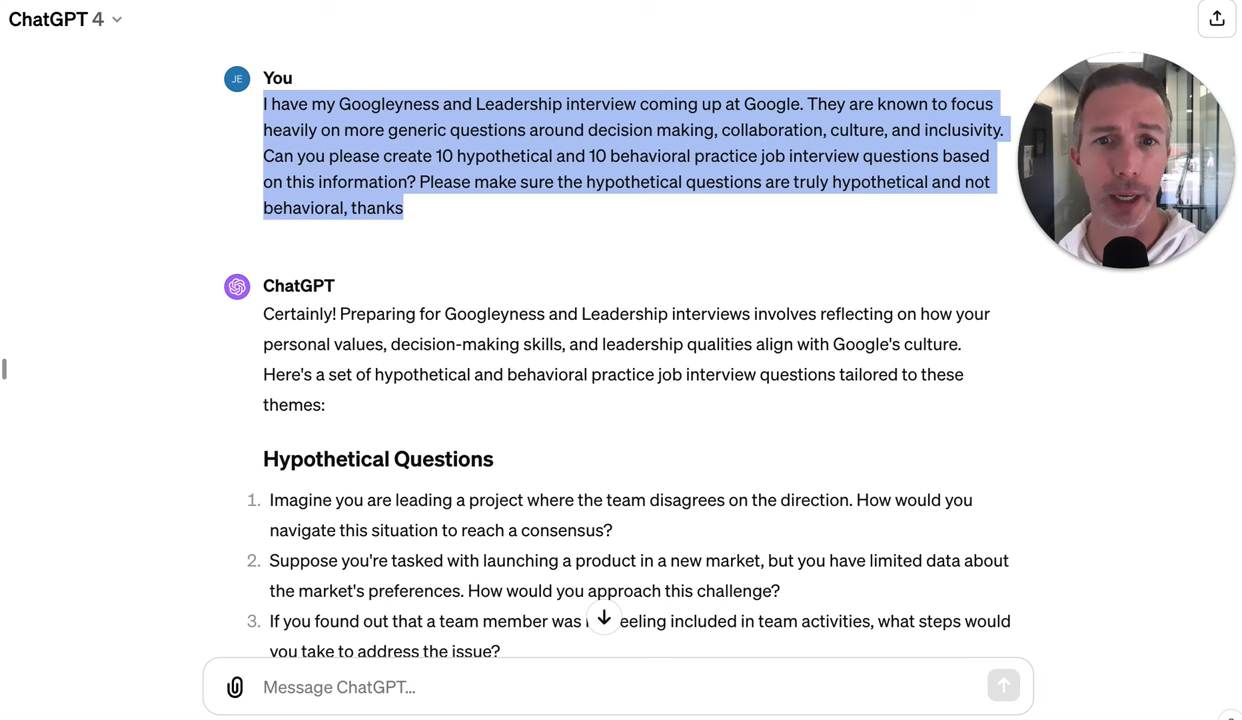 ChatGPT 4
JE
You
I have my Googleyness and Leadership interview coming up at Google. They are known to focus
heavily on more generic questions around decision making, collaboration, culture, and inclusivity.
Can you please create 10 hypothetical and 10 behavioral practice job interview questions based
on this information? Please make sure the hypothetical questions are truly hypothetical and not
behavioral, thanks
ChatGPT
Certainly! Preparing for Googleyness and Leadership interviews involves reflecting on how your
personal values, decision-making skills, and leadership qualities align with Google's culture.
Here's a set of hypothetical and behavioral practice job interview questions tailored to these
themes:
Hypothetical Questions
1. Imagine you are leading a project where the team disagrees on the direction. How would you
navigate this situation to reach a consensus?
2. Suppose you're tasked with launching a product in a new market, but you have limited data about
the market's preferences. How would you approach this challenge?
3. If you found out that a team member was eeling included in team activities, what steps would
you take to address the issue?
Message ChatGPT...